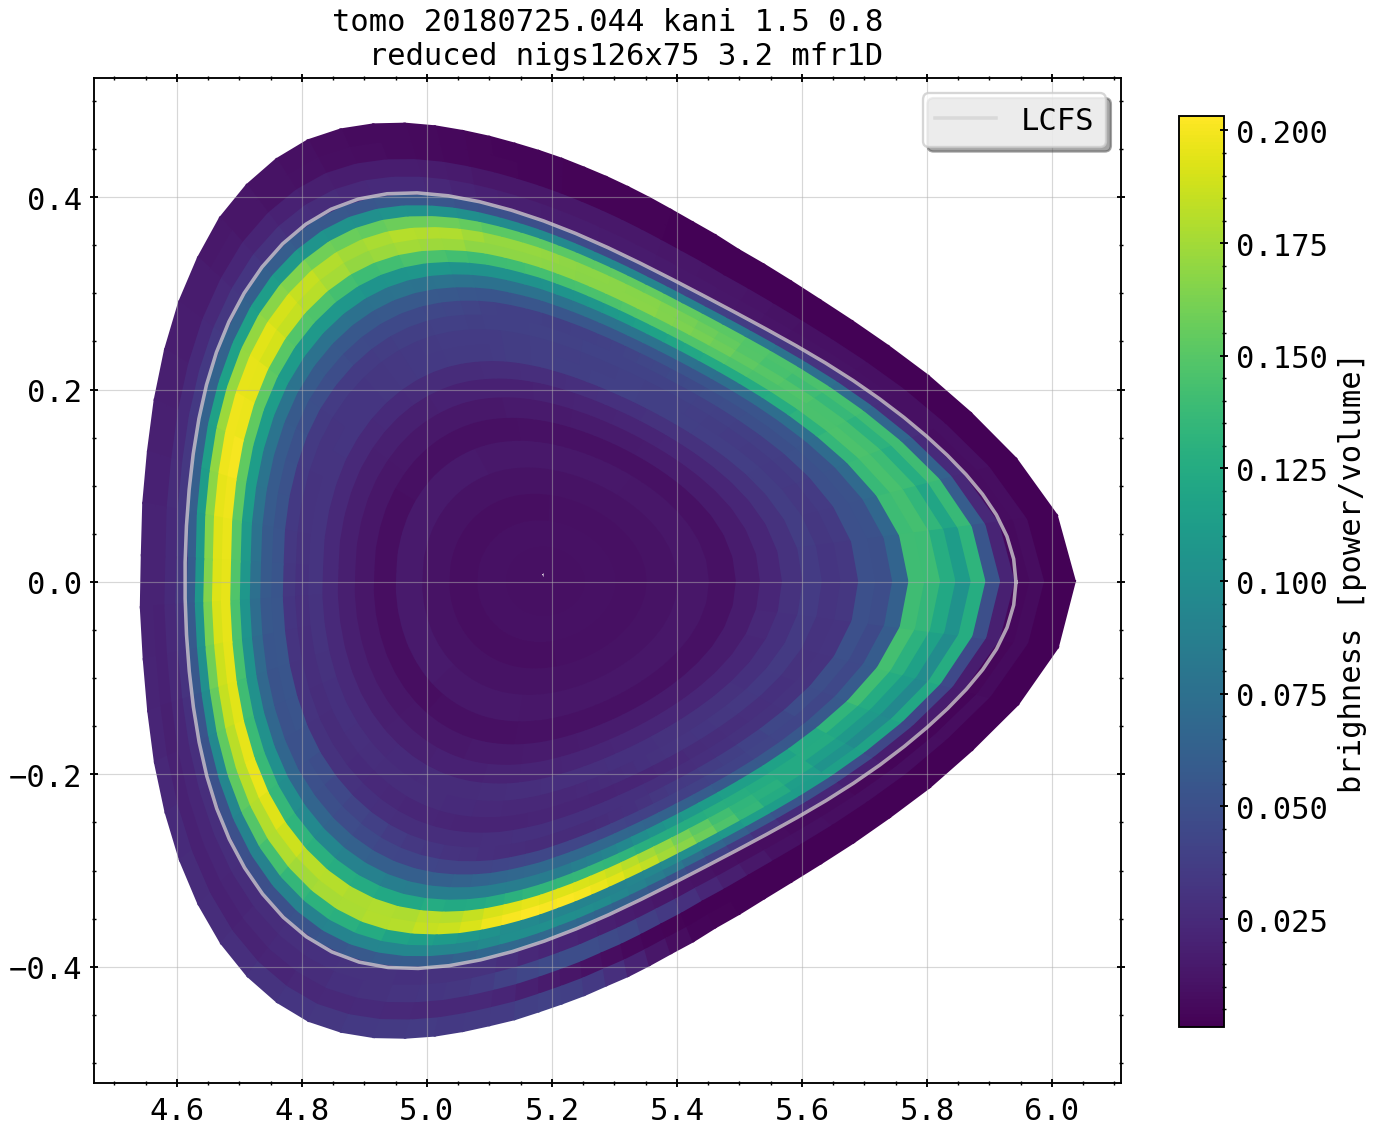 tomo 20180725.044 kani 1.5 0.8
reduced nigs126x75 3.2 mfr1D
LCFS
0.4
0.2
0.0
−0.2
−0.4
4.6 4.8 5.0 5.2 5.4 5.6 5.8 6.0
0.200
0.175
0.150
0.125
0.100
0.075
0.050
0.025
brighness [power/volume]